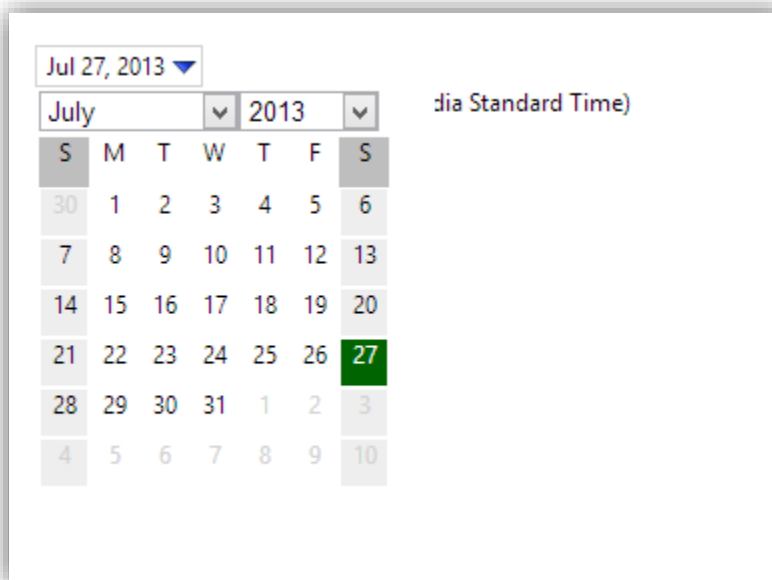 Jul 27, 2013
July 2013
dia Standard Time)
S M T W T F S
30 1 2 3 4 5 6
7 8 9 10 11 12 13
14 15 16 17 18 19 20
21 22 23 24 25 26 27
28 29 30 31 1 2 3
4 5 6 7 8 9 10